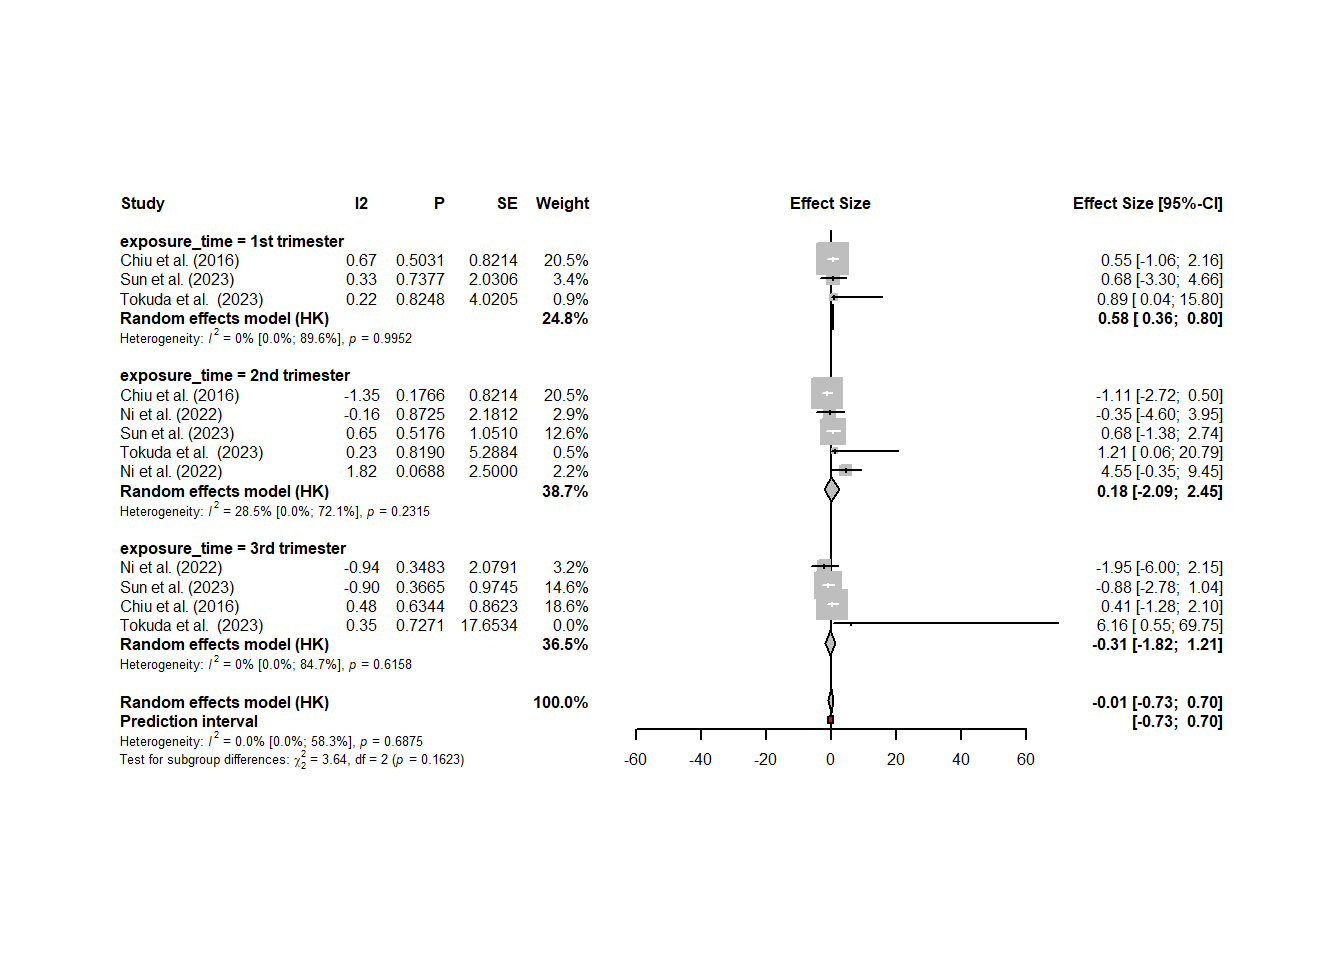 Study I2 P SE Weight Effect Size Effect Size [95%-CI]
exposure_time = 1st trimester
Chiu et al. (2016) 0.67 0.5031 0.8214 20.5% 0.55 [-1.06; 2.16]
Sun et al. (2023) 0.33 0.7377 2.0306 3.4% 0.68 [-3.30; 4.66]
Tokuda et al. (2023) 0.22 0.8248 4.0205 0.9% 0.89 [ 0.04; 15.80]
Random effects model (HK) 24.8% 0.58 [ 0.36; 0.80]
Heterogeneity: I² = 0% [0.0%; 89.6%], p = 0.9952
exposure_time = 2nd trimester
Chiu et al. (2016) -1.35 0.1766 0.8214 20.5% -1.11 [-2.72; 0.50]
Ni et al. (2022) -0.16 0.8725 2.1812 2.9% -0.35 [-4.60; 3.95]
Sun et al. (2023) 0.65 0.5176 1.0510 12.6% 0.68 [-1.38; 2.74]
Tokuda et al. (2023) 0.23 0.8190 5.2884 0.5% 1.21 [ 0.06; 20.79]
Ni et al. (2022) 1.82 0.0688 2.5000 2.2% 4.55 [-0.35; 9.45]
Random effects model (HK) 38.7% 0.18 [-2.09; 2.45]
Heterogeneity: I² = 28.5% [0.0%; 72.1%], p = 0.2315
exposure_time = 3rd trimester
Ni et al. (2022) -0.94 0.3483 2.0791 3.2% -1.95 [-6.00; 2.15]
Sun et al. (2023) -0.90 0.3665 0.9745 14.6% -0.88 [-2.78; 1.04]
Chiu et al. (2016) 0.48 0.6344 0.8623 18.6% 0.41 [-1.28; 2.10]
Tokuda et al. (2023) 0.35 0.7271 17.6534 0.0% 6.16 [ 0.55; 69.75]
Random effects model (HK) 36.5% -0.31 [-1.82; 1.21]
Heterogeneity: I² = 0% [0.0%; 84.7%], p = 0.6158
Random effects model (HK) 100.0% -0.01 [-0.73; 0.70]
Prediction interval [-0.73; 0.70]
Heterogeneity: I² = 0.0% [0.0%; 58.3%], p = 0.6875
Test for subgroup differences: χ²₂ = 3.64, df = 2 (p = 0.1623)
-60 -40 -20 0 20 40 60